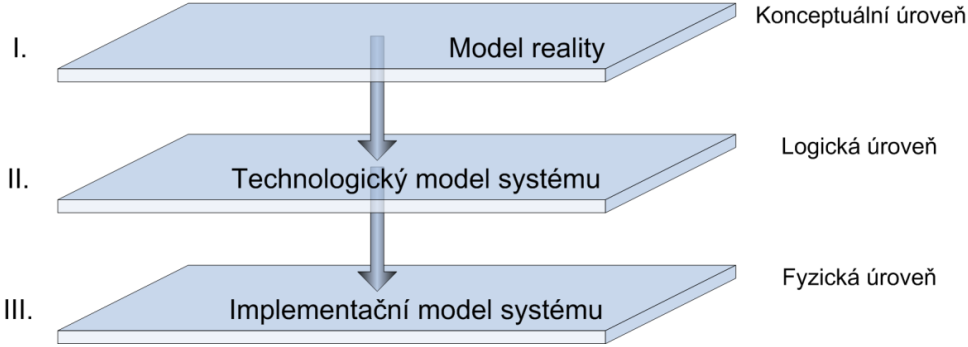 Konceptuální úroveň
I.
Model reality
Logická úroveň
II.
Technologický model systému
Fyzická úroveň
III.
Implementační model systému